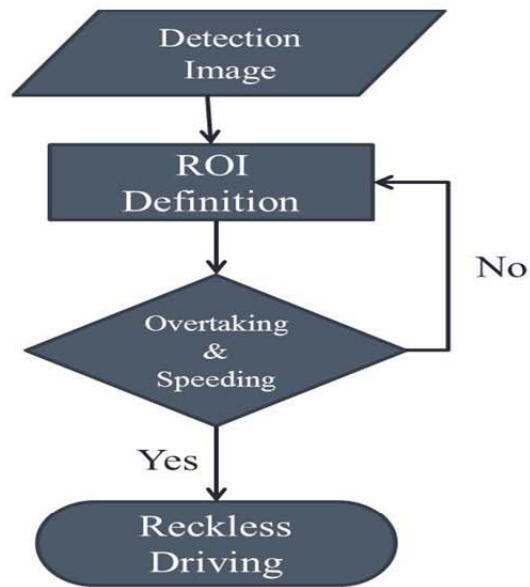 Detection
Image
ROI
Definition
No
Overtaking
&
Speeding
Yes
Reckless
Driving